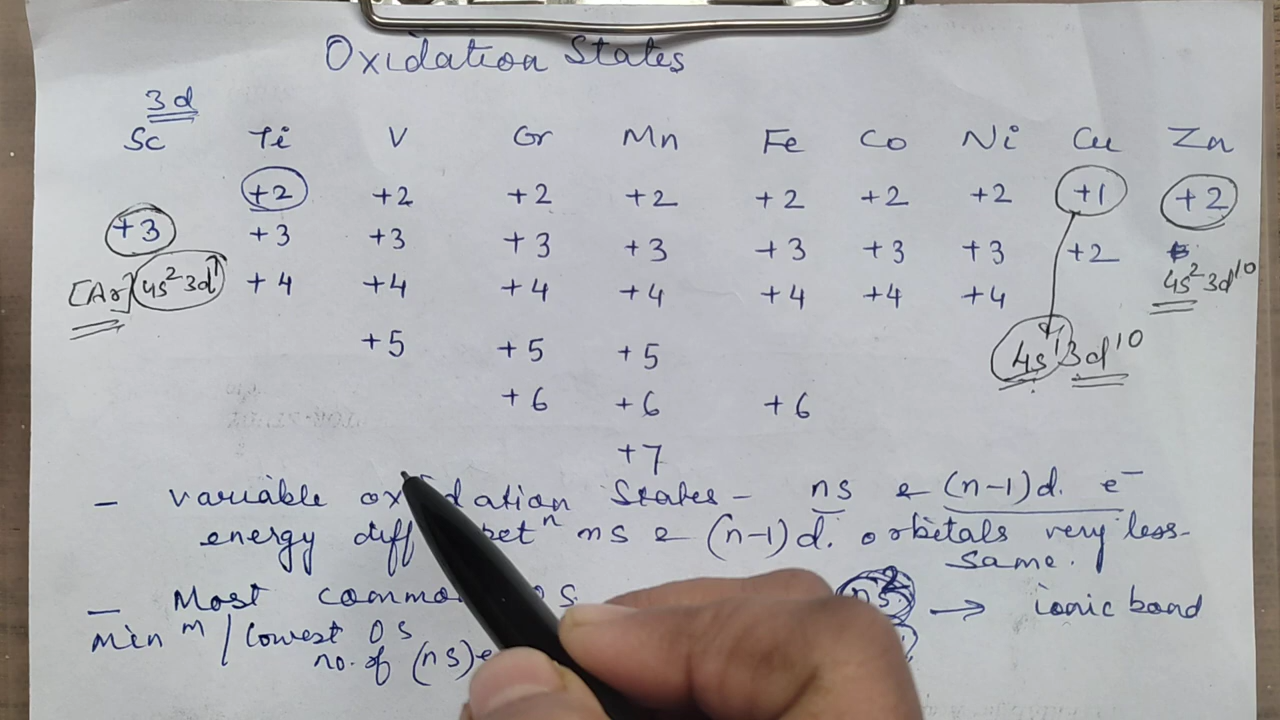 Oxidation States
3d
Sc Ti V Cr Mn Fe Co Ni Cu Zn
+2 +2 +2 +2 +2 +2 +2 +1 +2
+3 +3 +3 +3 +3 +3 +3 +3 +2
[Ar] 4s² 3d¹ +4 +4 +4 +4 +4 +4 +4 4s² 3d¹⁰
+5 +5 +5 4s¹ 3d¹⁰
+6 +6 +6
+7
- variable oxidation States - ns & (n-1)d. e⁻
energy diff betⁿ ns & (n-1)d. orbitals very less-
same.
- Most common OS ns² → ionic bond
minᵐ / lowest OS
no. of (ns)e